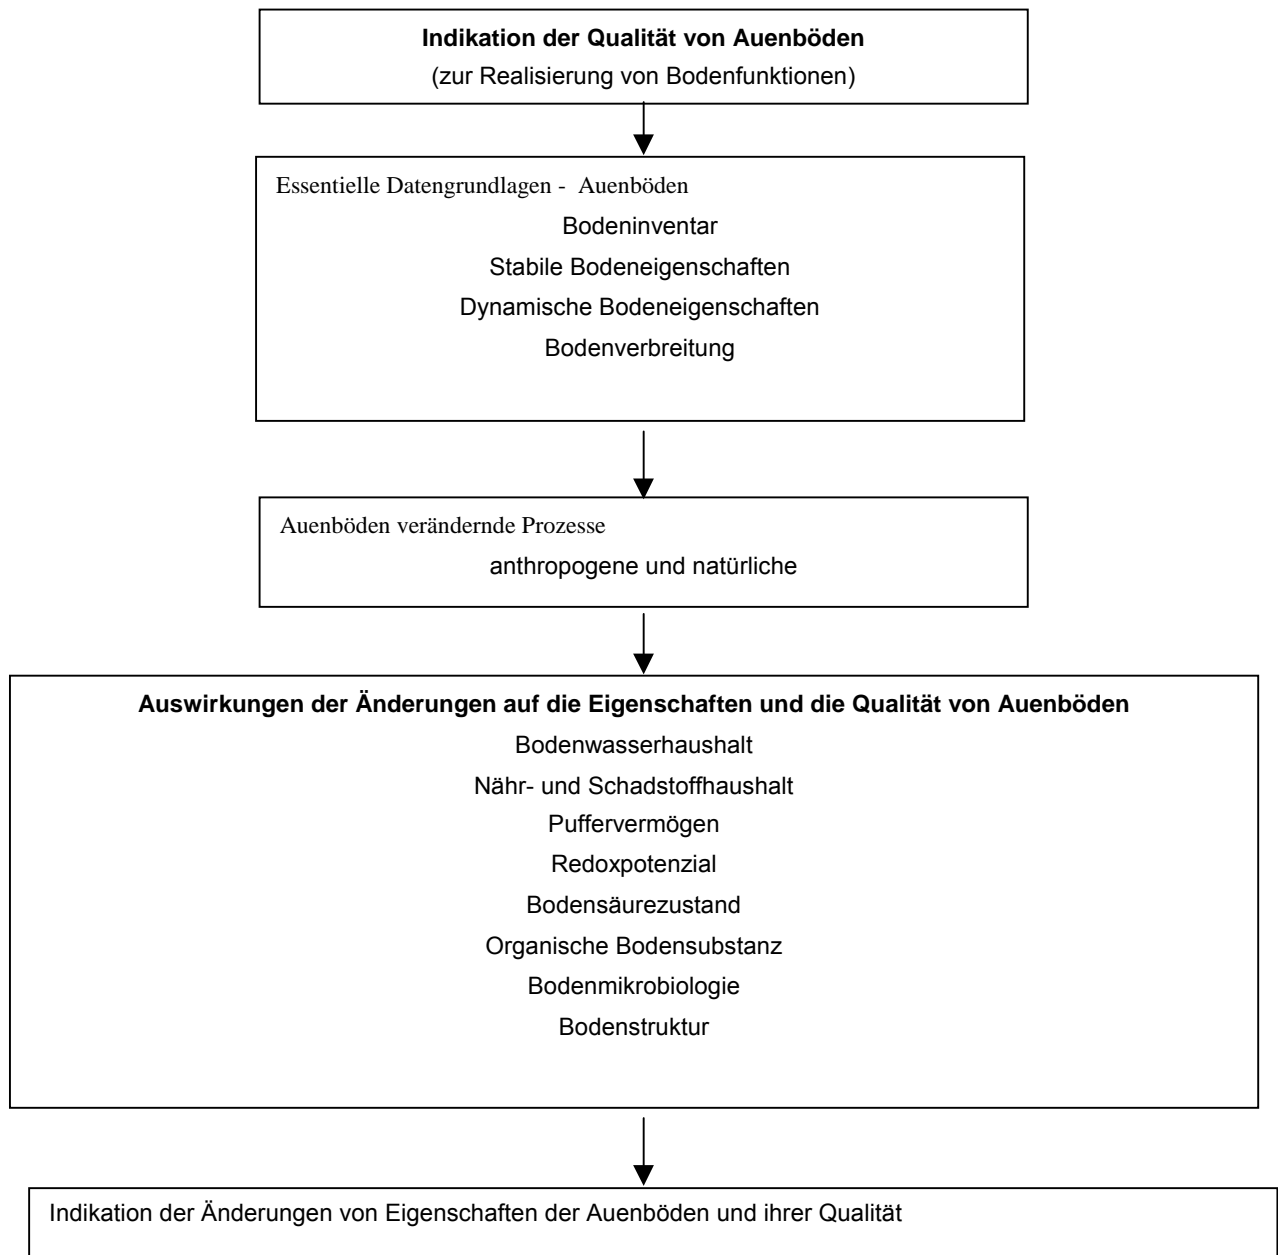 Indikation der Qualität von Auenböden
(zur Realisierung von Bodenfunktionen)
Essentielle Datengrundlagen - Auenböden
Bodeninventar
Stabile Bodeneigenschaften
Dynamische Bodeneigenschaften
Bodenverbreitung
Auenböden verändernde Prozesse
anthropogene und natürliche
Auswirkungen der Änderungen auf die Eigenschaften und die Qualität von Auenböden
Bodenwasserhaushalt
Nähr- und Schadstoffhaushalt
Puffervermögen
Redoxpotenzial
Bodensäurezustand
Organische Bodensubstanz
Bodenmikrobiologie
Bodenstruktur
Indikation der Änderungen von Eigenschaften der Auenböden und ihrer Qualität